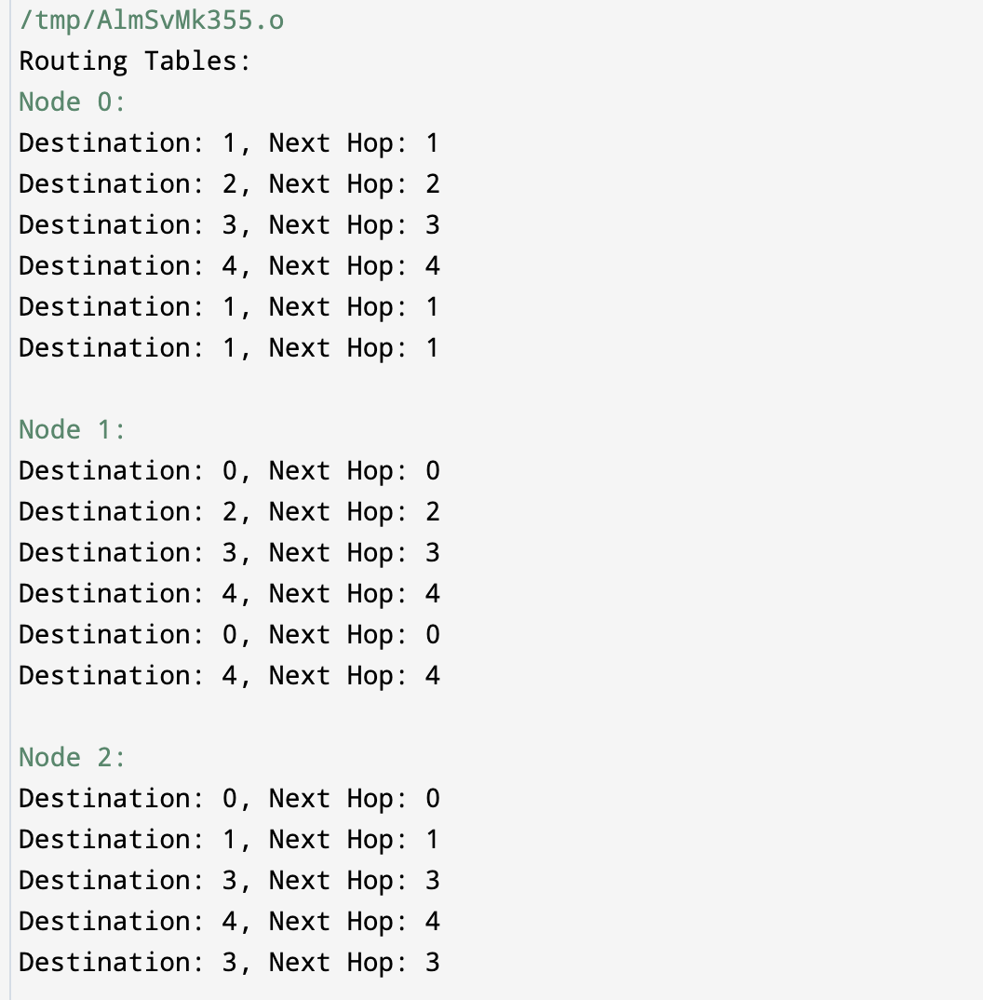 /tmp/AlmSvMk355.o
Routing Tables:
Node 0:
Destination: 1, Next Hop: 1
Destination: 2, Next Hop: 2
Destination: 3, Next Hop: 3
Destination: 4, Next Hop: 4
Destination: 1, Next Hop: 1
Destination: 1, Next Hop: 1
Node 1:
Destination: 0, Next Hop: 0
Destination: 2, Next Hop: 2
Destination: 3, Next Hop: 3
Destination: 4, Next Hop: 4
Destination: 0, Next Hop: 0
Destination: 4, Next Hop: 4
Node 2:
Destination: 0, Next Hop: 0
Destination: 1, Next Hop: 1
Destination: 3, Next Hop: 3
Destination: 4, Next Hop: 4
Destination: 3, Next Hop: 3